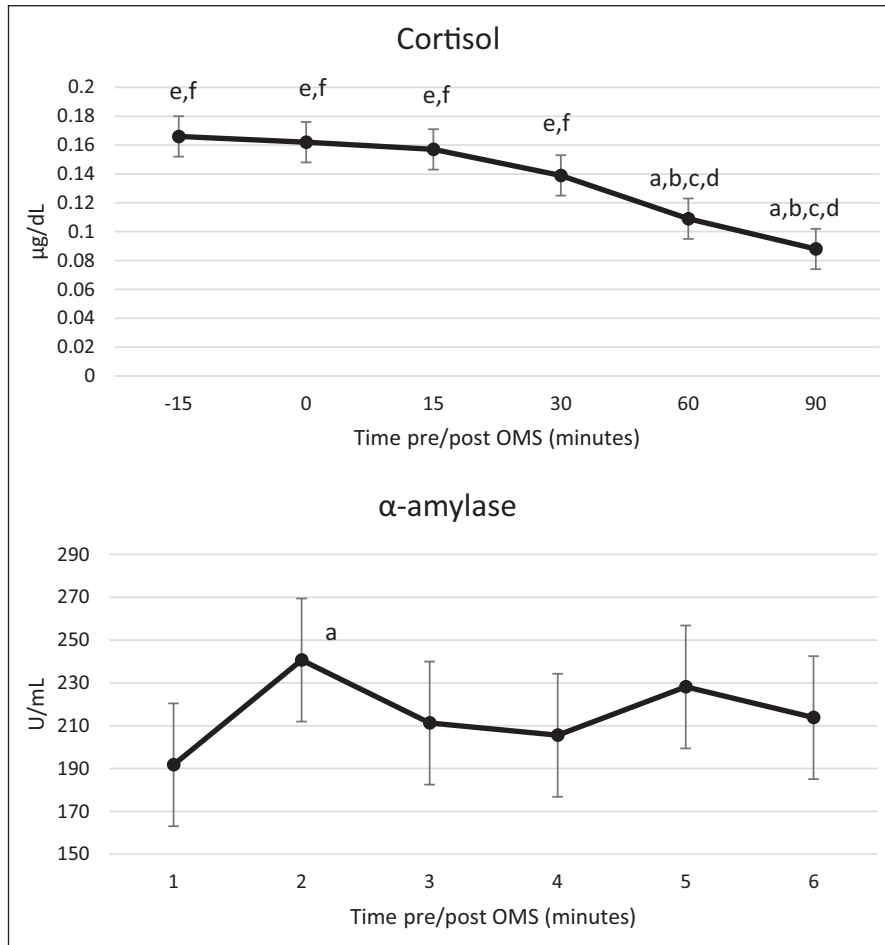 Cortisol
0.2
0.18
0.16
0.14
0.12
0.1
0.08
0.06
0.04
0.02
0
µg/dL
e,f
e,f
e,f
e,f
a,b,c,d
a,b,c,d
-15 0 15 30 60 90
Time pre/post OMS (minutes)
α-amylase
290
270
250
230
210
190
170
150
U/mL
a
1 2 3 4 5 6
Time pre/post OMS (minutes)